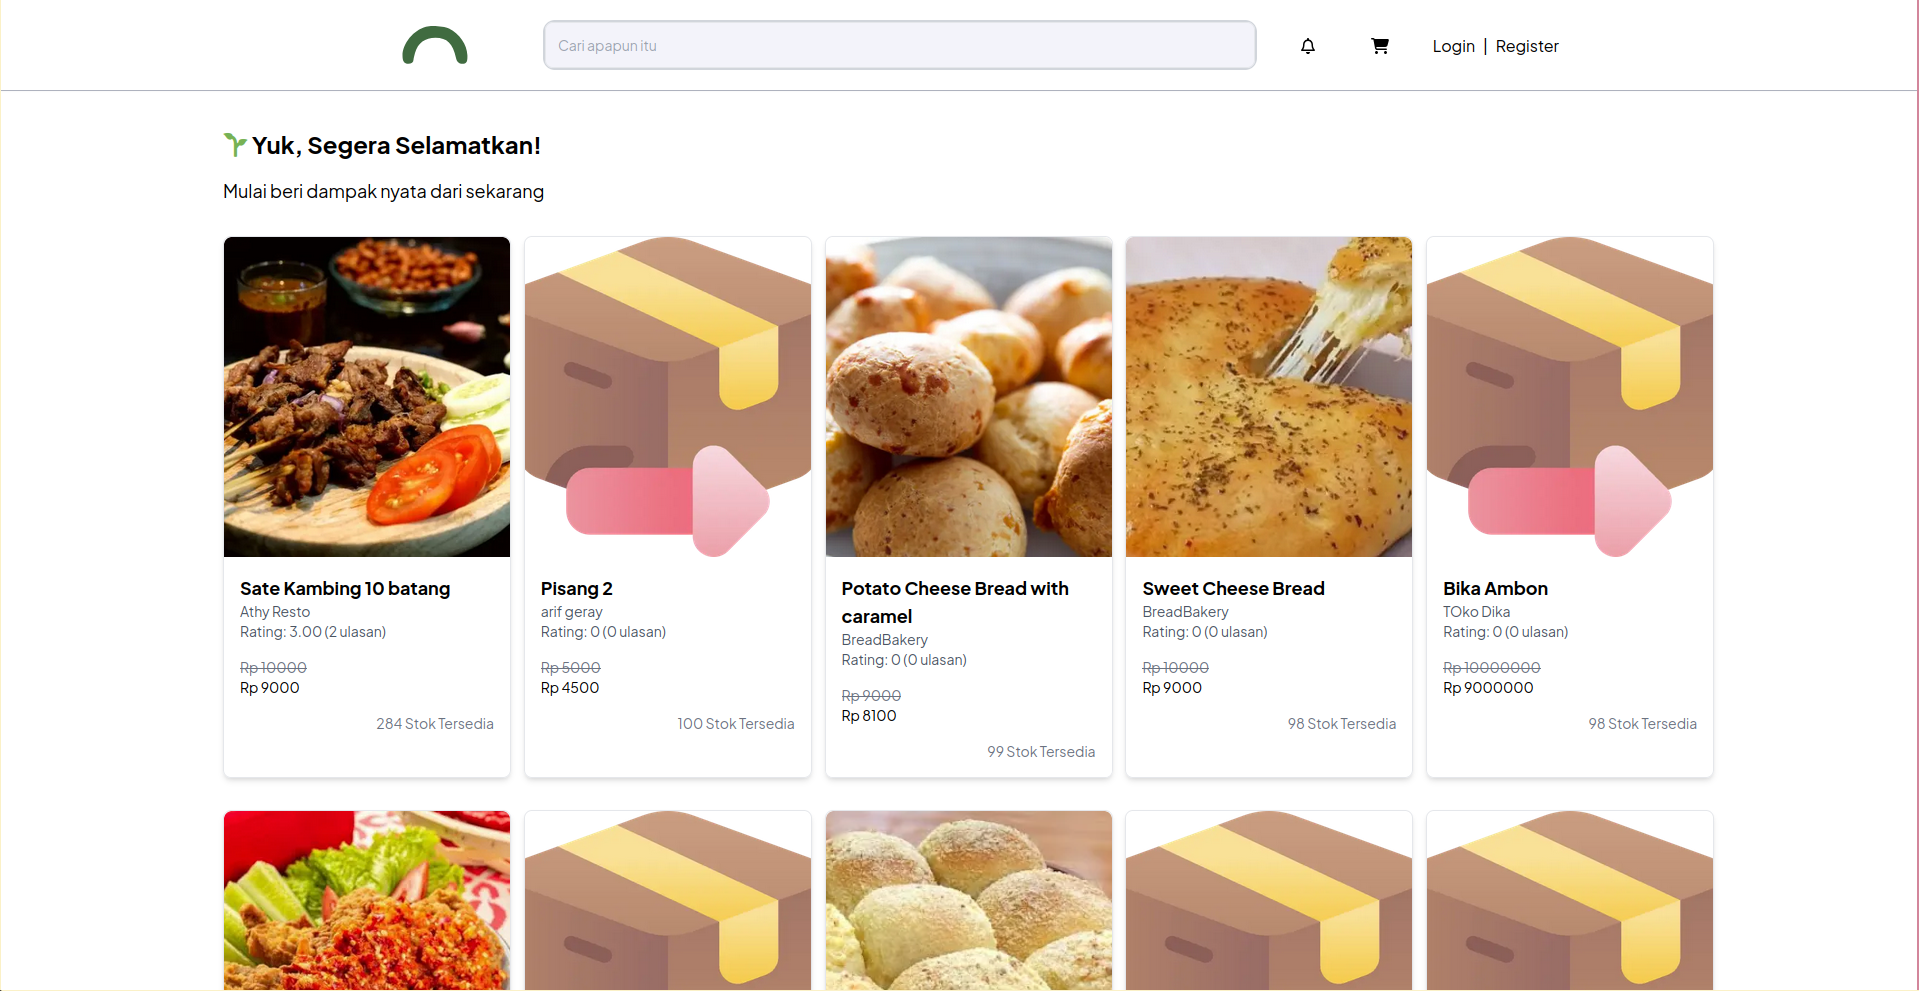 Cari apapun itu
Login | Register
Yuk, Segera Selamatkan!
Mulai beri dampak nyata dari sekarang
Sate Kambing 10 batang
Athy Resto
Rating: 3.00 (2 ulasan)
Rp 10000
Rp 9000
284 Stok Tersedia
Pisang 2
arif geray
Rating: 0 (0 ulasan)
Rp 5000
Rp 4500
100 Stok Tersedia
Potato Cheese Bread with
caramel
BreadBakery
Rating: 0 (0 ulasan)
Rp 9000
Rp 8100
99 Stok Tersedia
Sweet Cheese Bread
BreadBakery
Rating: 0 (0 ulasan)
Rp 10000
Rp 9000
98 Stok Tersedia
Bika Ambon
TOko Dika
Rating: 0 (0 ulasan)
Rp 10000000
Rp 9000000
98 Stok Tersedia